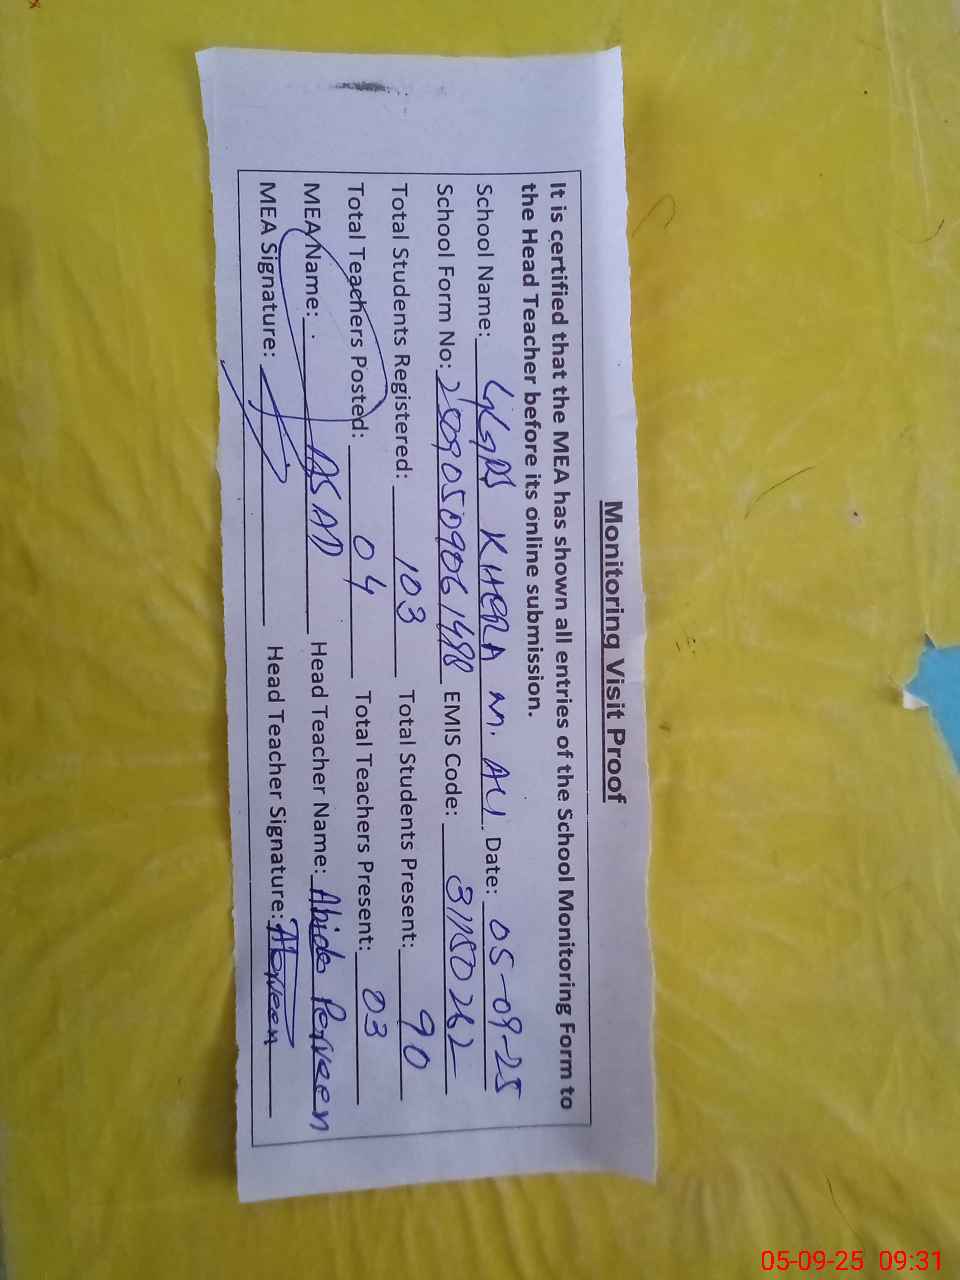 Monitoring Visit Proof
It is certified that the MEA has shown all entries of the School Monitoring Form to
the Head Teacher before its online submission.
School Name: KHERA M. ALI Date: 05-09-25
School Form No: EMIS Code: 31150262
Total Students Registered: 103 Total Students Present: 90
Total Teachers Posted: 04 Total Teachers Present: 03
MEA Name: ASAD Head Teacher Name: Abida Perveen
MEA Signature: Head Teacher Signature: APerveen
05-09-25 09:31